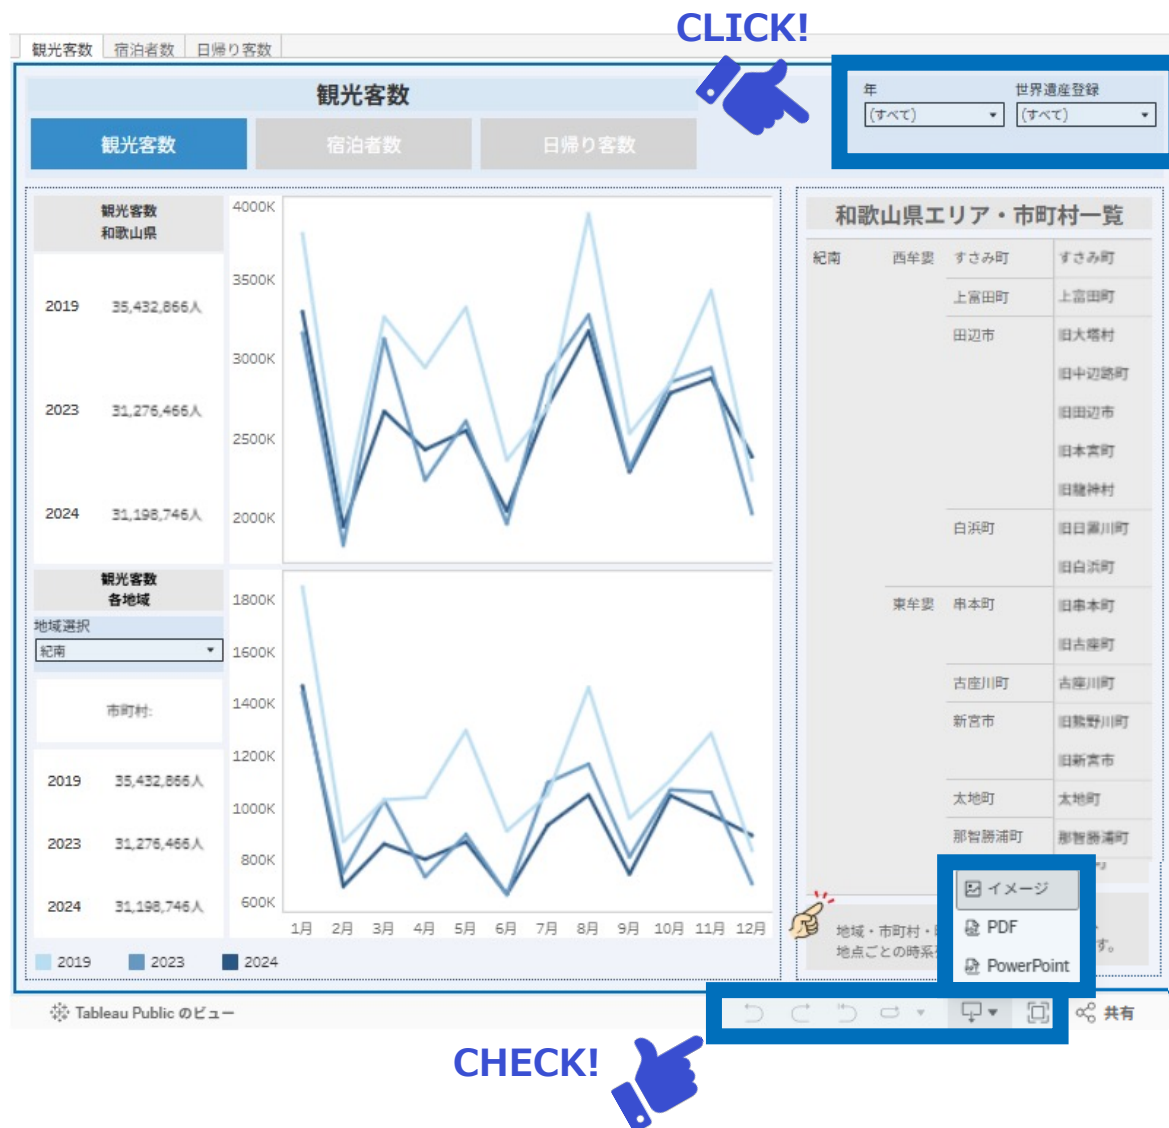 CLICK!
観光客数 宿泊者数 日帰り客数
観光客数
年 世界遺産登録
(すべて) (すべて)
観光客数 宿泊者数 日帰り客数
観光客数
和歌山県
2019 35,432,866人
2023 31,276,466人
2024 31,198,746人
4000K
3500K
3000K
2500K
2000K
観光客数
各地域
地域選択
紀南
市町村:
2019 35,432,866人
2023 31,276,466人
2024 31,198,746人
1800K
1600K
1400K
1200K
1000K
800K
600K
1月 2月 3月 4月 5月 6月 7月 8月 9月 10月 11月 12月
2019 2023 2024
和歌山県エリア・市町村一覧
紀南 西牟婁 すさみ町 すさみ町
上富田町 上富田町
田辺市 旧大塔村
旧中辺路町
旧田辺市
旧本宮町
旧龍神村
白浜町 旧日置川町
旧白浜町
東牟婁 串本町 旧串本町
旧古座町
古座川町 古座川町
新宮市 旧熊野川町
旧新宮市
太地町 太地町
那智勝浦町 那智勝浦町
地域・市町村・
地点ごとの時系 す。
イメージ
PDF
PowerPoint
Tableau Public のビュー 共有
CHECK!